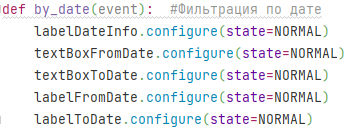 def by_date(event):  #Фильтрация по дате
    labelDateInfo.configure(state=NORMAL)
    textBoxFromDate.configure(state=NORMAL)
    textBoxToDate.configure(state=NORMAL)
    labelFromDate.configure(state=NORMAL)
    labelToDate.configure(state=NORMAL)